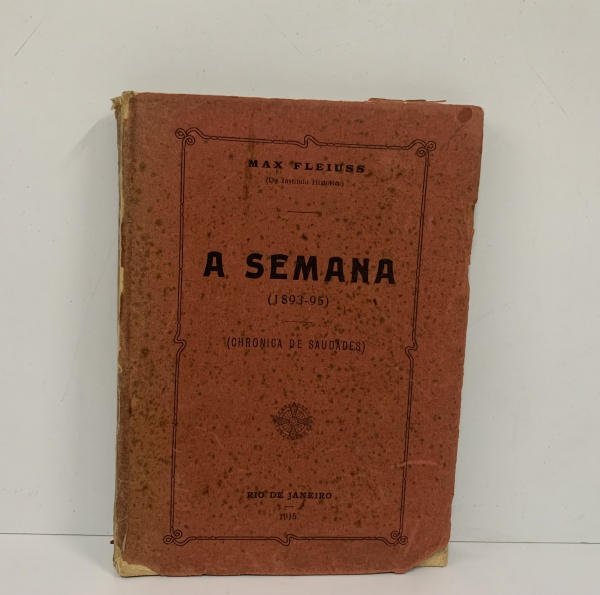 MAX FLEIUSS
(Do Instituto Historico)
A SEMANA
(1893-95)
(CHRONICA DE SAUDADES)
RIO DE JANEIRO
1915